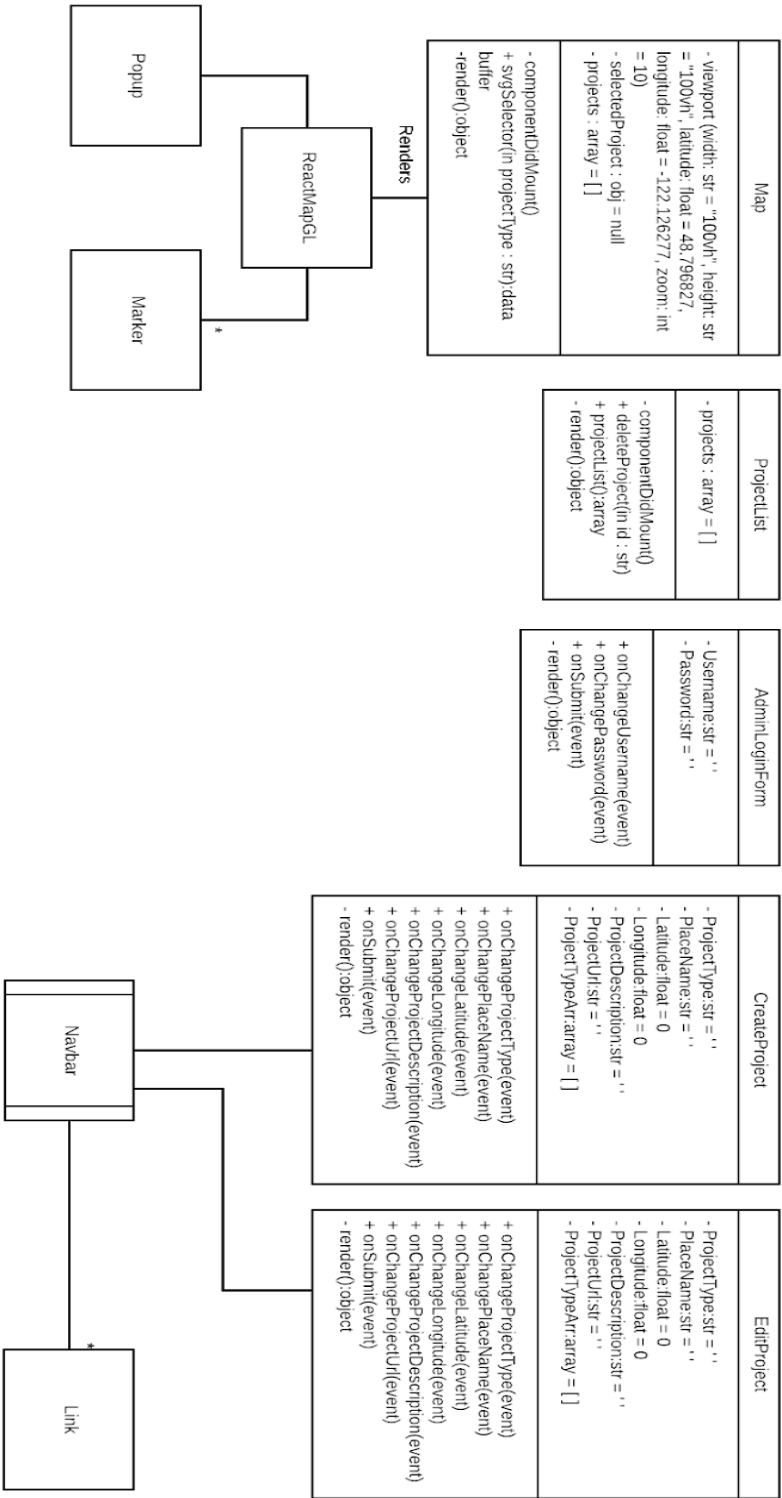 Map
- viewport (width: str = "100vh", height: str
= "100vh", latitude: float = 48.796827,
longitude: float = -122.126277, zoom: int
= 10)
- selectedProject : obj = null
- projects : array = [ ]
- componentDidMount()
+ svgSelector(in projectType : str):data
buffer
-render():object
Renders
ReactMapGL
Popup
Marker
*
ProjectList
- projects : array = [ ]
- componentDidMount()
+ deleteProject(in id : str)
+ projectList():array
- render():object
AdminLoginForm
- Username:str = ' '
- Password:str = ' '
+ onChangeUsername(event)
+ onChangePassword(event)
+ onSubmit(event)
- render():object
CreateProject
- ProjectType:str = ' '
- PlaceName:str = ' '
- Latitude:float = 0
- Longitude:float = 0
- ProjectDescription:str = ' '
- ProjectUrl:str = ' '
- ProjectTypeArr:array = [ ]
+ onChangeProjectType(event)
+ onChangePlaceName(event)
+ onChangeLatitude(event)
+ onChangeLongitude(event)
+ onChangeProjectDescription(event)
+ onChangeProjectUrl(event)
+ onSubmit(event)
- render():object
EditProject
- ProjectType:str = ' '
- PlaceName:str = ' '
- Latitude:float = 0
- Longitude:float = 0
- ProjectDescription:str = ' '
- ProjectUrl:str = ' '
- ProjectTypeArr:array = [ ]
+ onChangeProjectType(event)
+ onChangePlaceName(event)
+ onChangeLatitude(event)
+ onChangeLongitude(event)
+ onChangeProjectDescription(event)
+ onChangeProjectUrl(event)
+ onSubmit(event)
- render():object
Navbar
*
Link